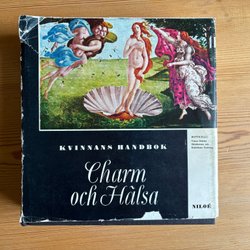 KVINNANS HANDBOK
Charm
och Hälsa
NILOÉ